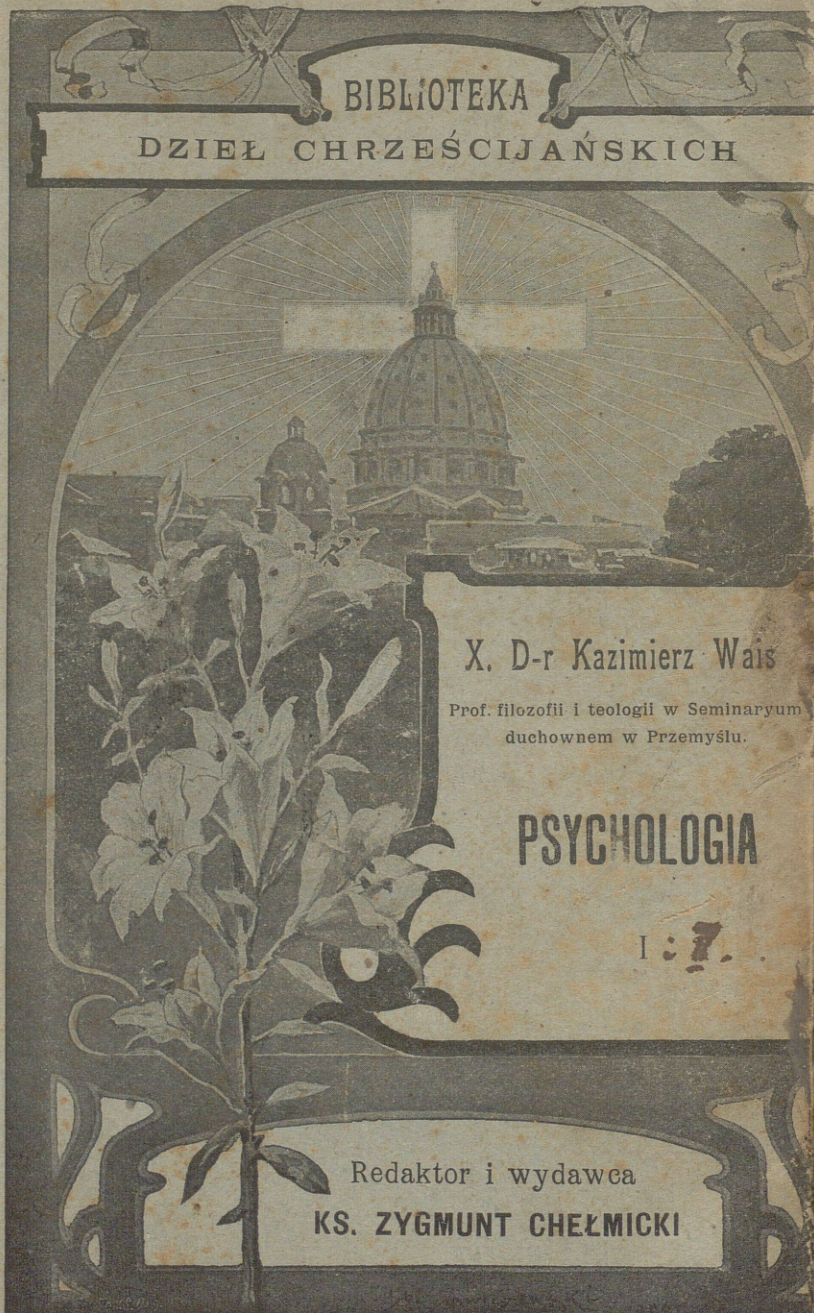 BIBLIOTEKA
DZIEŁ CHRZEŚCIJAŃSKICH
X. D-r Kazimierz Wais
Prof. filozofii i teologii w Seminaryum
duchownem w Przemyślu.
PSYCHOLOGIA
I
Redaktor i wydawca
KS. ZYGMUNT CHEŁMICKI